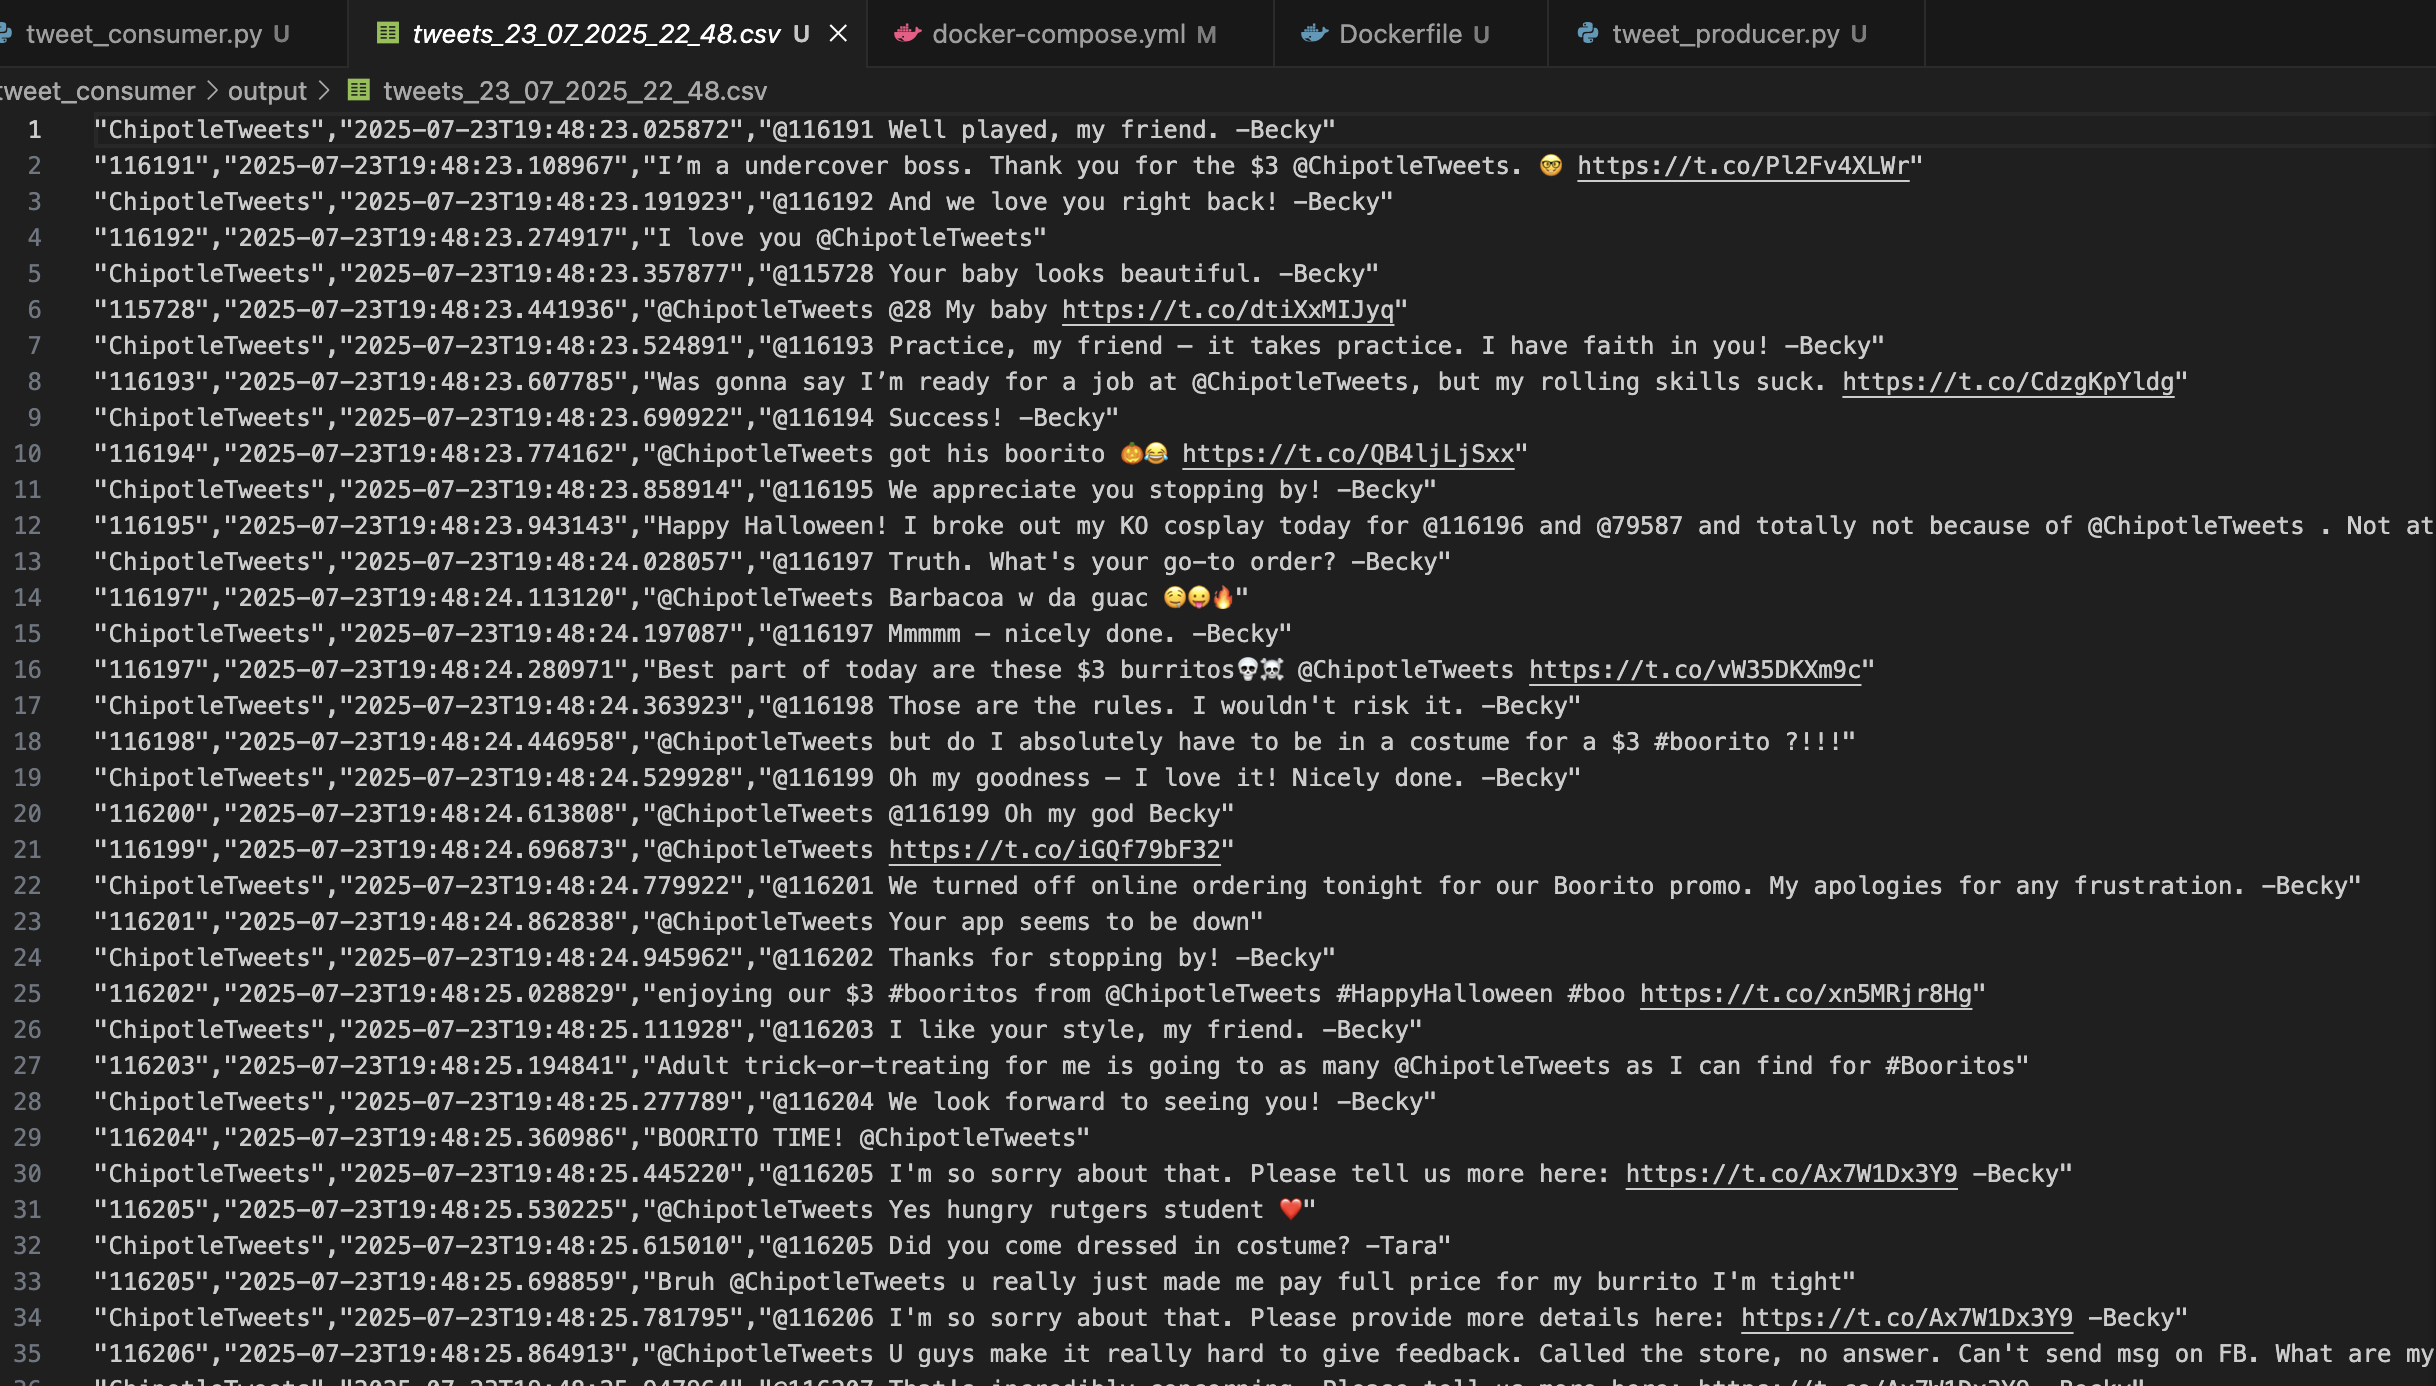 tweet_consumer.py U tweets_23_07_2025_22_48.csv U docker-compose.yml M Dockerfile U tweet_producer.py U
tweet_consumer > output > tweets_23_07_2025_22_48.csv
1 "ChipotleTweets","2025-07-23T19:48:23.025872","@116191 Well played, my friend. -Becky"
2 "116191","2025-07-23T19:48:23.108967","I’m a undercover boss. Thank you for the $3 @ChipotleTweets. 🤓 https://t.co/Pl2Fv4XLWr"
3 "ChipotleTweets","2025-07-23T19:48:23.191923","@116192 And we love you right back! -Becky"
4 "116192","2025-07-23T19:48:23.274917","I love you @ChipotleTweets"
5 "ChipotleTweets","2025-07-23T19:48:23.357877","@115728 Your baby looks beautiful. -Becky"
6 "115728","2025-07-23T19:48:23.441936","@ChipotleTweets @28 My baby https://t.co/dtiXxMIJyq"
7 "ChipotleTweets","2025-07-23T19:48:23.524891","@116193 Practice, my friend – it takes practice. I have faith in you! -Becky"
8 "116193","2025-07-23T19:48:23.607785","Was gonna say I’m ready for a job at @ChipotleTweets, but my rolling skills suck. https://t.co/CdzgKpYldg"
9 "ChipotleTweets","2025-07-23T19:48:23.690922","@116194 Success! -Becky"
10 "116194","2025-07-23T19:48:23.774162","@ChipotleTweets got his boorito 🎃😂 https://t.co/QB4ljLjSxx"
11 "ChipotleTweets","2025-07-23T19:48:23.858914","@116195 We appreciate you stopping by! -Becky"
12 "116195","2025-07-23T19:48:23.943143","Happy Halloween! I broke out my KO cosplay today for @116196 and @79587 and totally not because of @ChipotleTweets . Not at
13 "ChipotleTweets","2025-07-23T19:48:24.028057","@116197 Truth. What's your go-to order? -Becky"
14 "116197","2025-07-23T19:48:24.113120","@ChipotleTweets Barbacoa w da guac 🤤😛🔥"
15 "ChipotleTweets","2025-07-23T19:48:24.197087","@116197 Mmmmm – nicely done. -Becky"
16 "116197","2025-07-23T19:48:24.280971","Best part of today are these $3 burritos💀☠️ @ChipotleTweets https://t.co/vW35DKXm9c"
17 "ChipotleTweets","2025-07-23T19:48:24.363923","@116198 Those are the rules. I wouldn't risk it. -Becky"
18 "116198","2025-07-23T19:48:24.446958","@ChipotleTweets but do I absolutely have to be in a costume for a $3 #boorito ?!!!"
19 "ChipotleTweets","2025-07-23T19:48:24.529928","@116199 Oh my goodness – I love it! Nicely done. -Becky"
20 "116200","2025-07-23T19:48:24.613808","@ChipotleTweets @116199 Oh my god Becky"
21 "116199","2025-07-23T19:48:24.696873","@ChipotleTweets https://t.co/iGQf79bF32"
22 "ChipotleTweets","2025-07-23T19:48:24.779922","@116201 We turned off online ordering tonight for our Boorito promo. My apologies for any frustration. -Becky"
23 "116201","2025-07-23T19:48:24.862838","@ChipotleTweets Your app seems to be down"
24 "ChipotleTweets","2025-07-23T19:48:24.945962","@116202 Thanks for stopping by! -Becky"
25 "116202","2025-07-23T19:48:25.028829","enjoying our $3 #booritos from @ChipotleTweets #HappyHalloween #boo https://t.co/xn5MRjr8Hg"
26 "ChipotleTweets","2025-07-23T19:48:25.111928","@116203 I like your style, my friend. -Becky"
27 "116203","2025-07-23T19:48:25.194841","Adult trick-or-treating for me is going to as many @ChipotleTweets as I can find for #Booritos"
28 "ChipotleTweets","2025-07-23T19:48:25.277789","@116204 We look forward to seeing you! -Becky"
29 "116204","2025-07-23T19:48:25.360986","BOORITO TIME! @ChipotleTweets"
30 "ChipotleTweets","2025-07-23T19:48:25.445220","@116205 I'm so sorry about that. Please tell us more here: https://t.co/Ax7W1Dx3Y9 -Becky"
31 "116205","2025-07-23T19:48:25.530225","@ChipotleTweets Yes hungry rutgers student ❤️"
32 "ChipotleTweets","2025-07-23T19:48:25.615010","@116205 Did you come dressed in costume? -Tara"
33 "116205","2025-07-23T19:48:25.698859","Bruh @ChipotleTweets u really just made me pay full price for my burrito I'm tight"
34 "ChipotleTweets","2025-07-23T19:48:25.781795","@116206 I'm so sorry about that. Please provide more details here: https://t.co/Ax7W1Dx3Y9 -Becky"
35 "116206","2025-07-23T19:48:25.864913","@ChipotleTweets U guys make it really hard to give feedback. Called the store, no answer. Can't send msg on FB. What are my